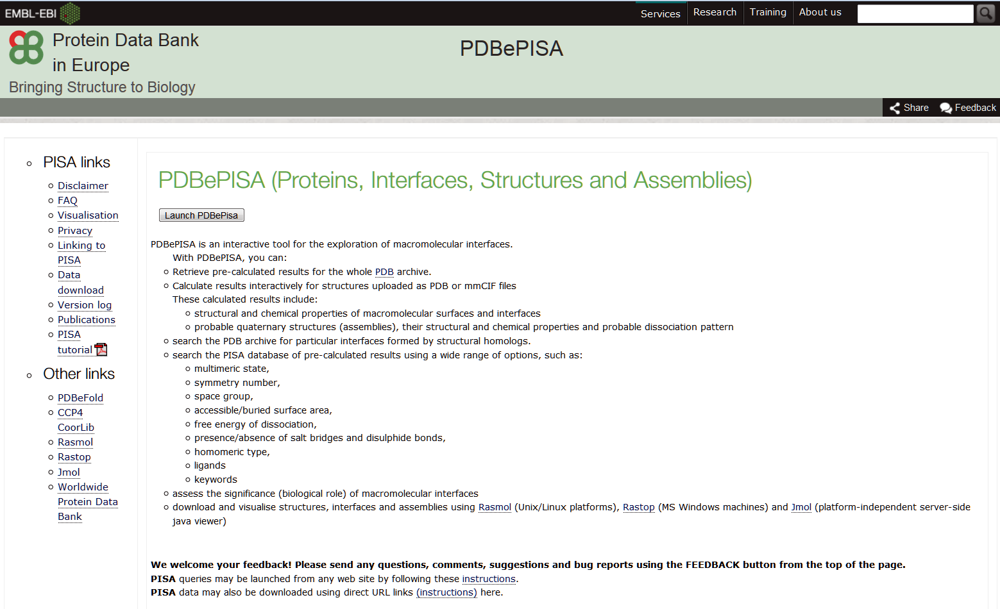 EMBL-EBI
Services
Research
Training
About us
Protein Data Bank
in Europe
Bringing Structure to Biology
PDBePISA
Share
Feedback
PISA links
Disclaimer
FAQ
Visualisation
Privacy
Linking to
PISA
Data
download
Version log
Publications
PISA
tutorial
Other links
PDBeFold
CCP4
CoorLib
Rasmol
Rastop
Jmol
Worldwide
Protein Data
Bank
PDBePISA (Proteins, Interfaces, Structures and Assemblies)
Launch PDBePisa
PDBePISA is an interactive tool for the exploration of macromolecular interfaces.
With PDBePISA, you can:
Retrieve pre-calculated results for the whole PDB archive.
Calculate results interactively for structures uploaded as PDB or mmCIF files
These calculated results include:
structural and chemical properties of macromolecular surfaces and interfaces
probable quaternary structures (assemblies), their structural and chemical properties and probable dissociation pattern
search the PDB archive for particular interfaces formed by structural homologs.
search the PISA database of pre-calculated results using a wide range of options, such as:
multimeric state,
symmetry number,
space group,
accessible/buried surface area,
free energy of dissociation,
presence/absence of salt bridges and disulphide bonds,
homomeric type,
ligands
keywords
assess the significance (biological role) of macromolecular interfaces
download and visualise structures, interfaces and assemblies using Rasmol (Unix/Linux platforms), Rastop (MS Windows machines) and Jmol (platform-independent server-side
java viewer)
We welcome your feedback! Please send any questions, comments, suggestions and bug reports using the FEEDBACK button from the top of the page.
PISA queries may be launched from any web site by following these instructions.
PISA data may also be downloaded using direct URL links (instructions) here.